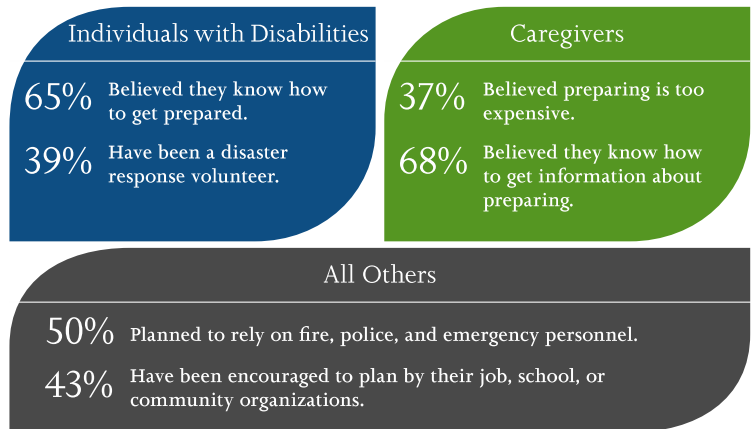 Individuals with Disabilities
65% Believed they know how
to get prepared.
39% Have been a disaster
response volunteer.
Caregivers
37% Believed preparing is too
expensive.
68% Believed they know how
to get information about
preparing.
All Others
50% Planned to rely on fire, police, and emergency personnel.
43% Have been encouraged to plan by their job, school, or
community organizations.